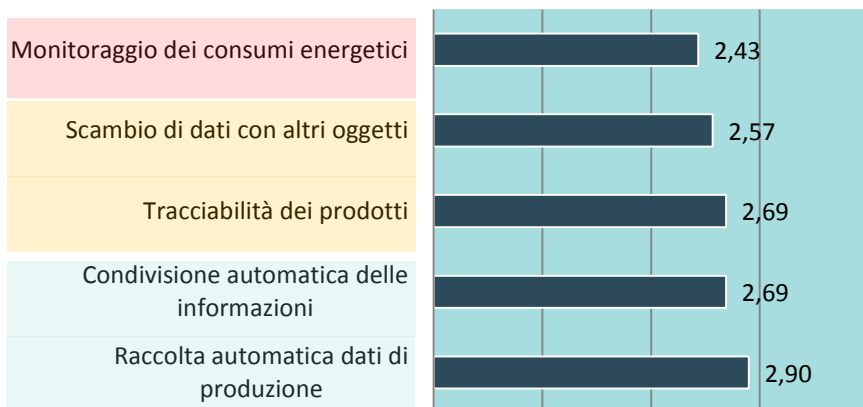 Monitoraggio dei consumi energetici
2,43
Scambio di dati con altri oggetti
2,57
Tracciabilità dei prodotti
2,69
Condivisione automatica delle
informazioni
2,69
Raccolta automatica dati di
produzione
2,90